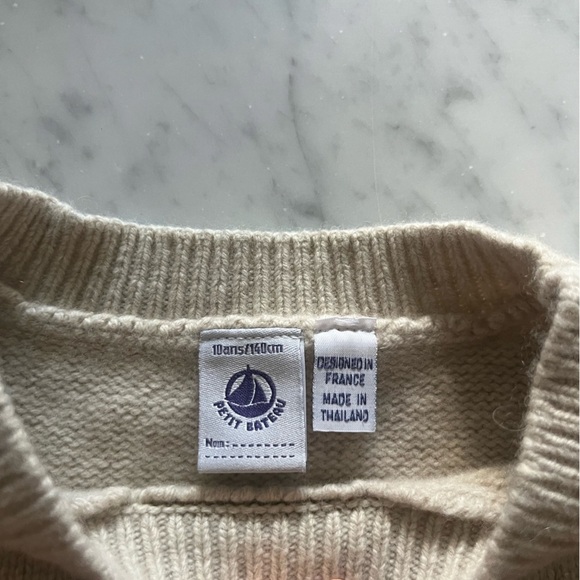 10ans/140cm
PETIT BATEAU
Nom:
DESIGNED IN
FRANCE
MADE IN
THAILAND